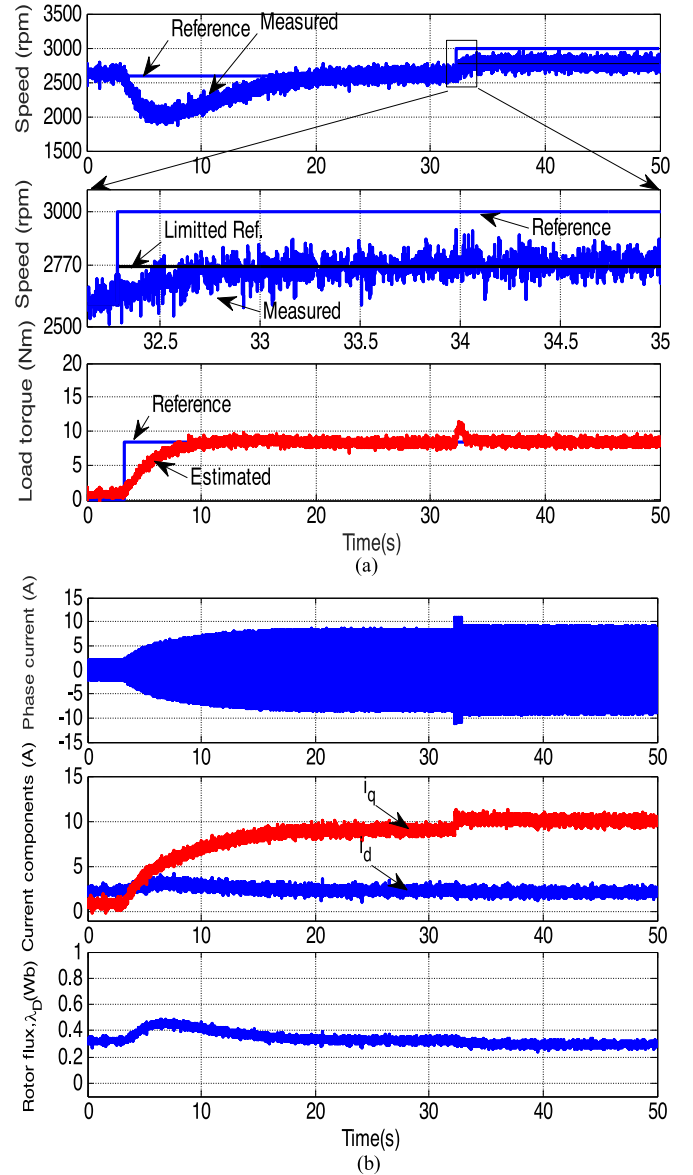 Speed (rpm)
3500
3000
2500
2000
1500
Reference
Measured
0 10 20 30 40 50
Speed (rpm)
3000
2770
2500
Limitted Ref.
Reference
Measured
32.5 33 33.5 34 34.5 35
Load torque (Nm)
20
15
10
5
0
Reference
Estimated
0 10 20 30 40 50
Time(s)
(a)
Phase current (A)
15
10
5
0
-5
-10
15
0 10 20 30 40 50
Current components (A)
15
10
5
0
iq
id
0 10 20 30 40 50
Rotor flux,λD(Wb)
1
0.8
0.6
0.4
0.2
0
0 10 20 30 40 50
Time(s)
(b)